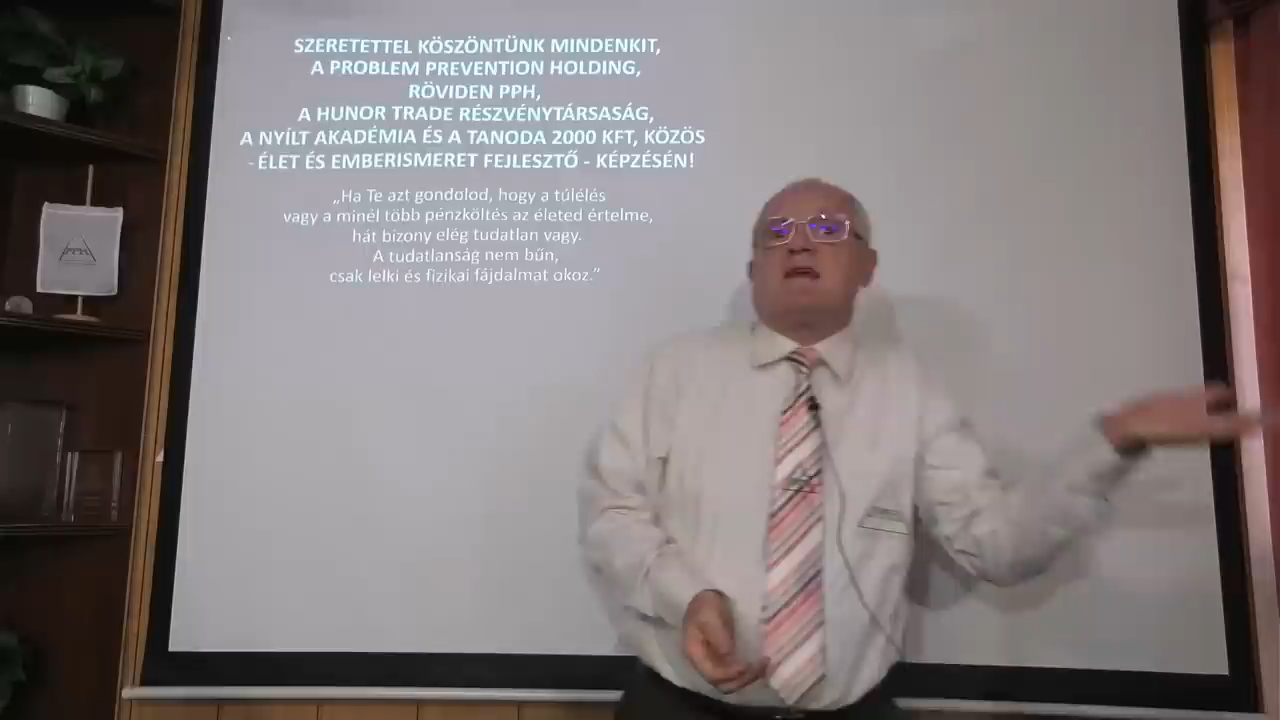 SZERETETTEL KÖSZÖNTÜNK MINDENKIT,
A PROBLEM PREVENTION HOLDING,
RÖVIDEN PPH,
A HUNOR TRADE RÉSZVÉNYTÁRSASÁG,
A NYÍLT AKADÉMIA ÉS A TANODA 2000 KFT, KÖZÖS
- ÉLET ÉS EMBERISMERET FEJLESZTŐ - KÉPZÉSÉN!
„Ha Te azt gondolod, hogy a túlélés
vagy a minél több pénzköltés az életed értelme,
hát bizony elég tudatlan vagy.
A tudatlanság nem bűn,
csak lelki és fizikai fájdalmat okoz.”